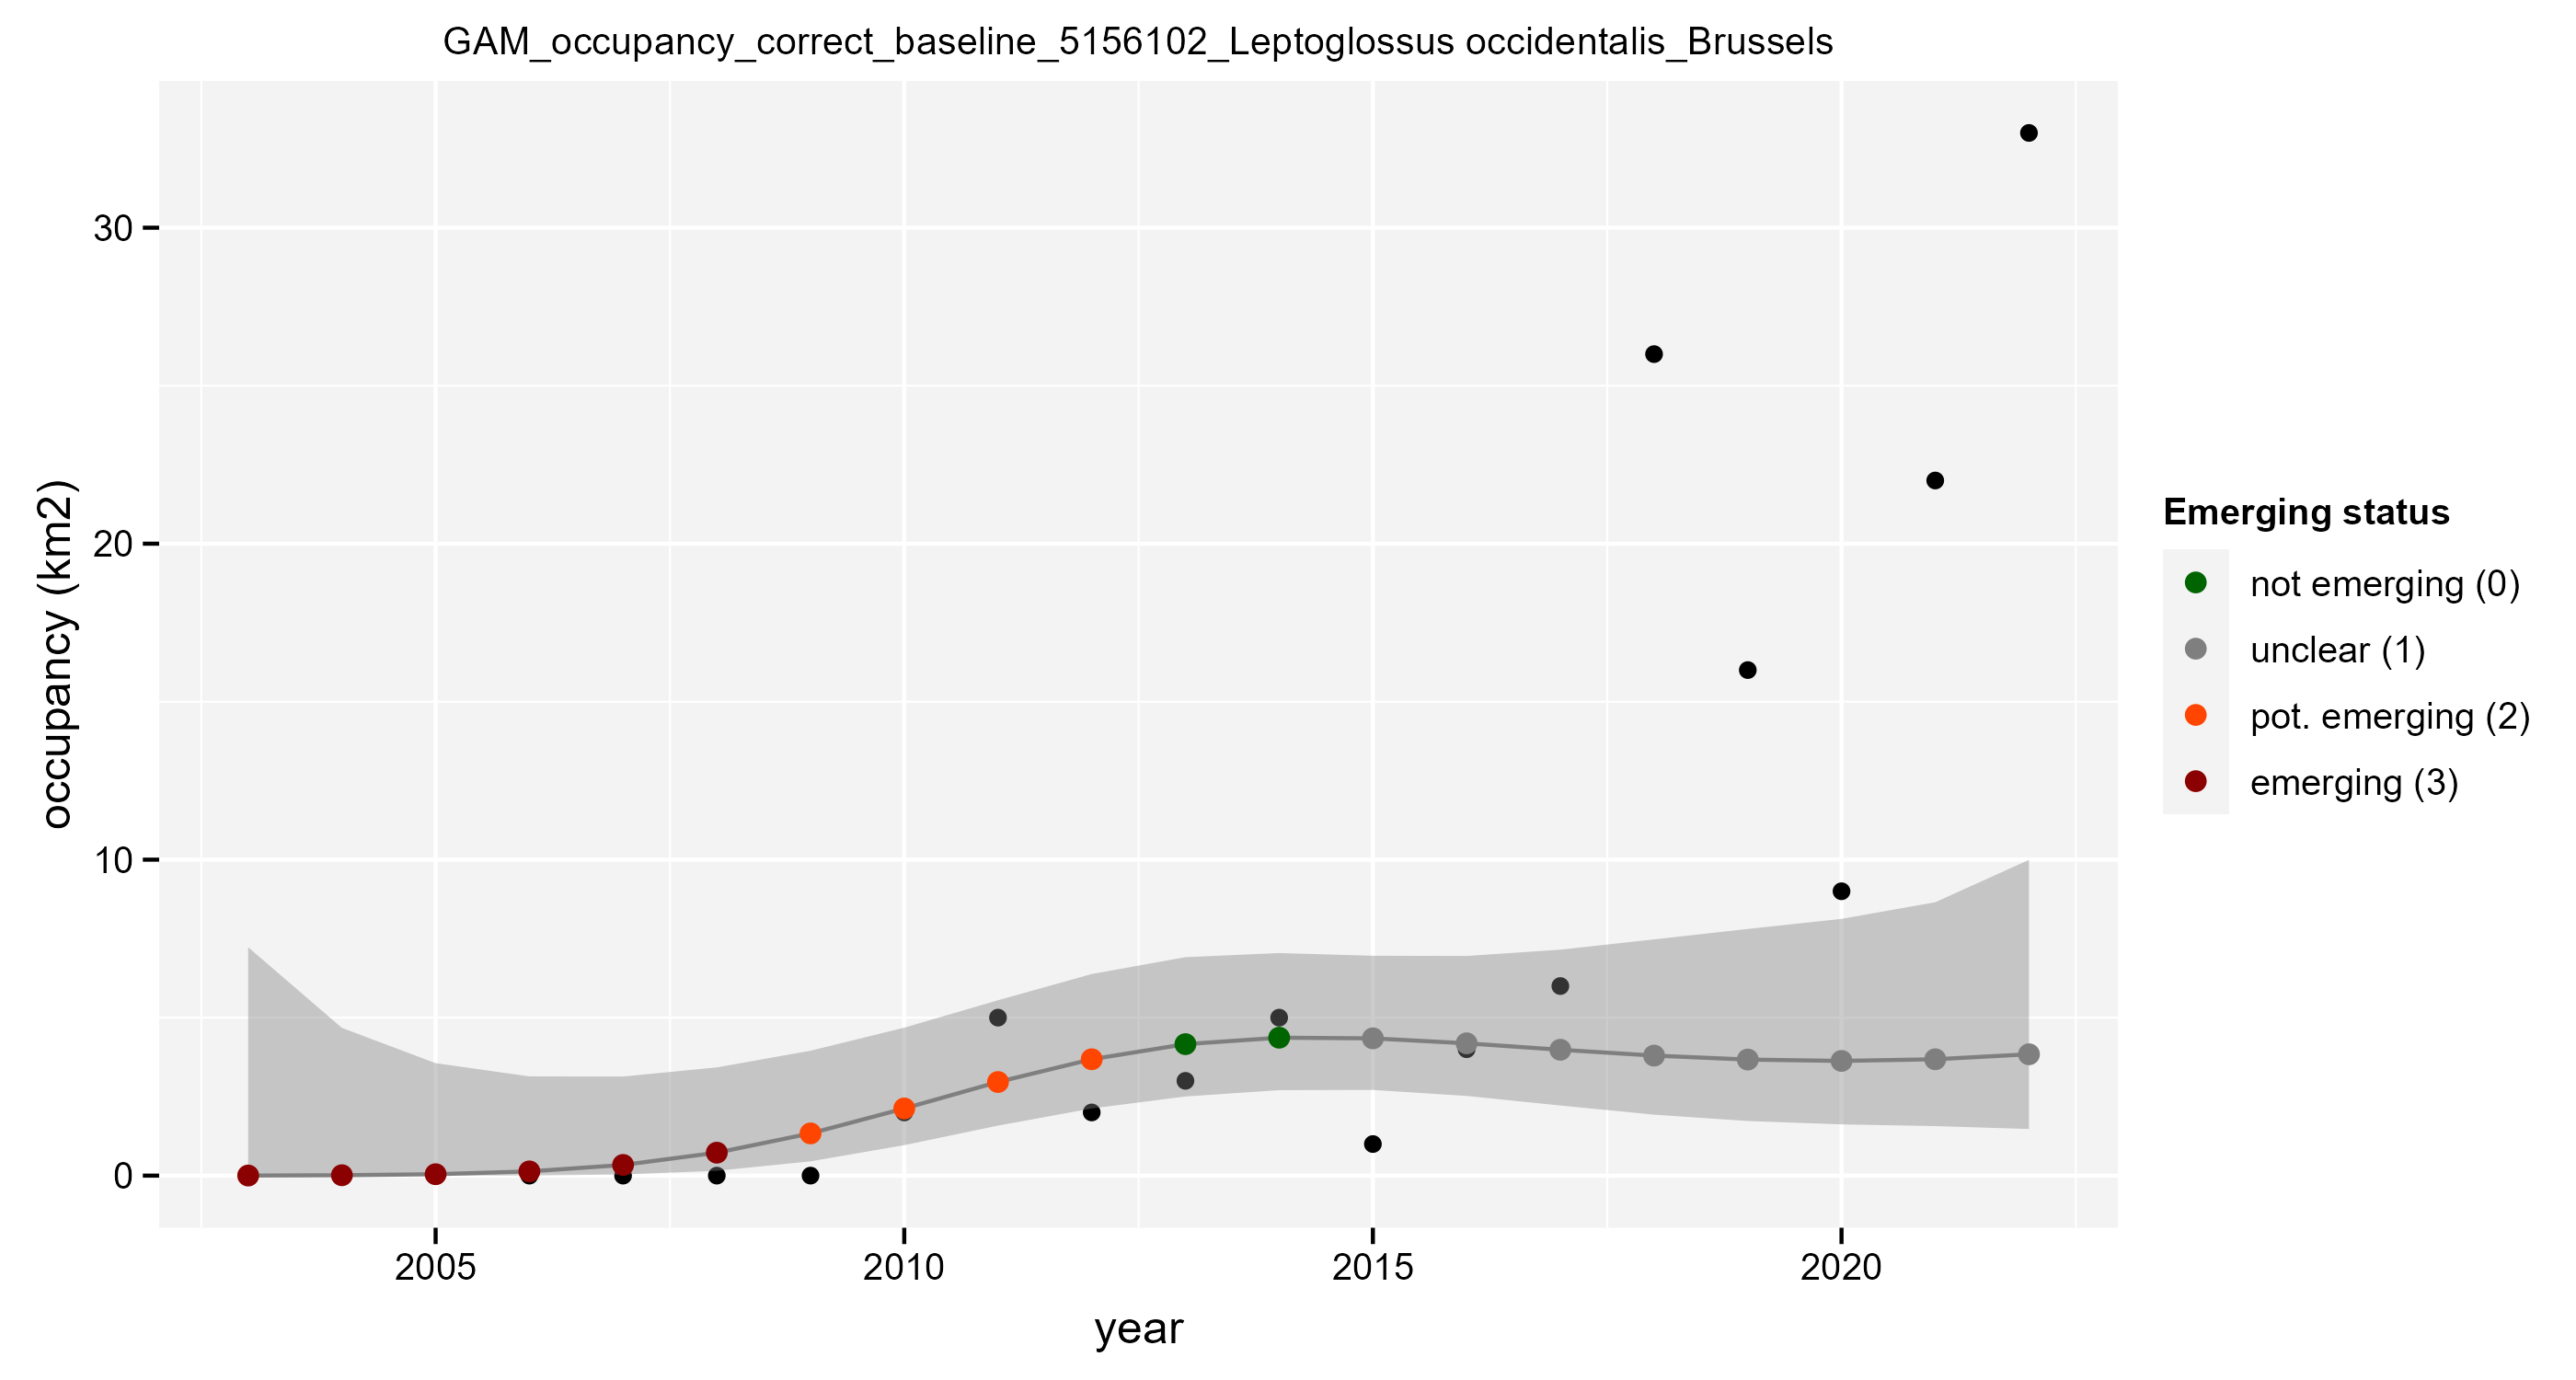 GAM_occupancy_correct_baseline_5156102_Leptoglossus occidentalis_Brussels
occupancy (km2)
30
20
10
0
2005
2010
2015
2020
year
Emerging status
not emerging (0)
unclear (1)
pot. emerging (2)
emerging (3)